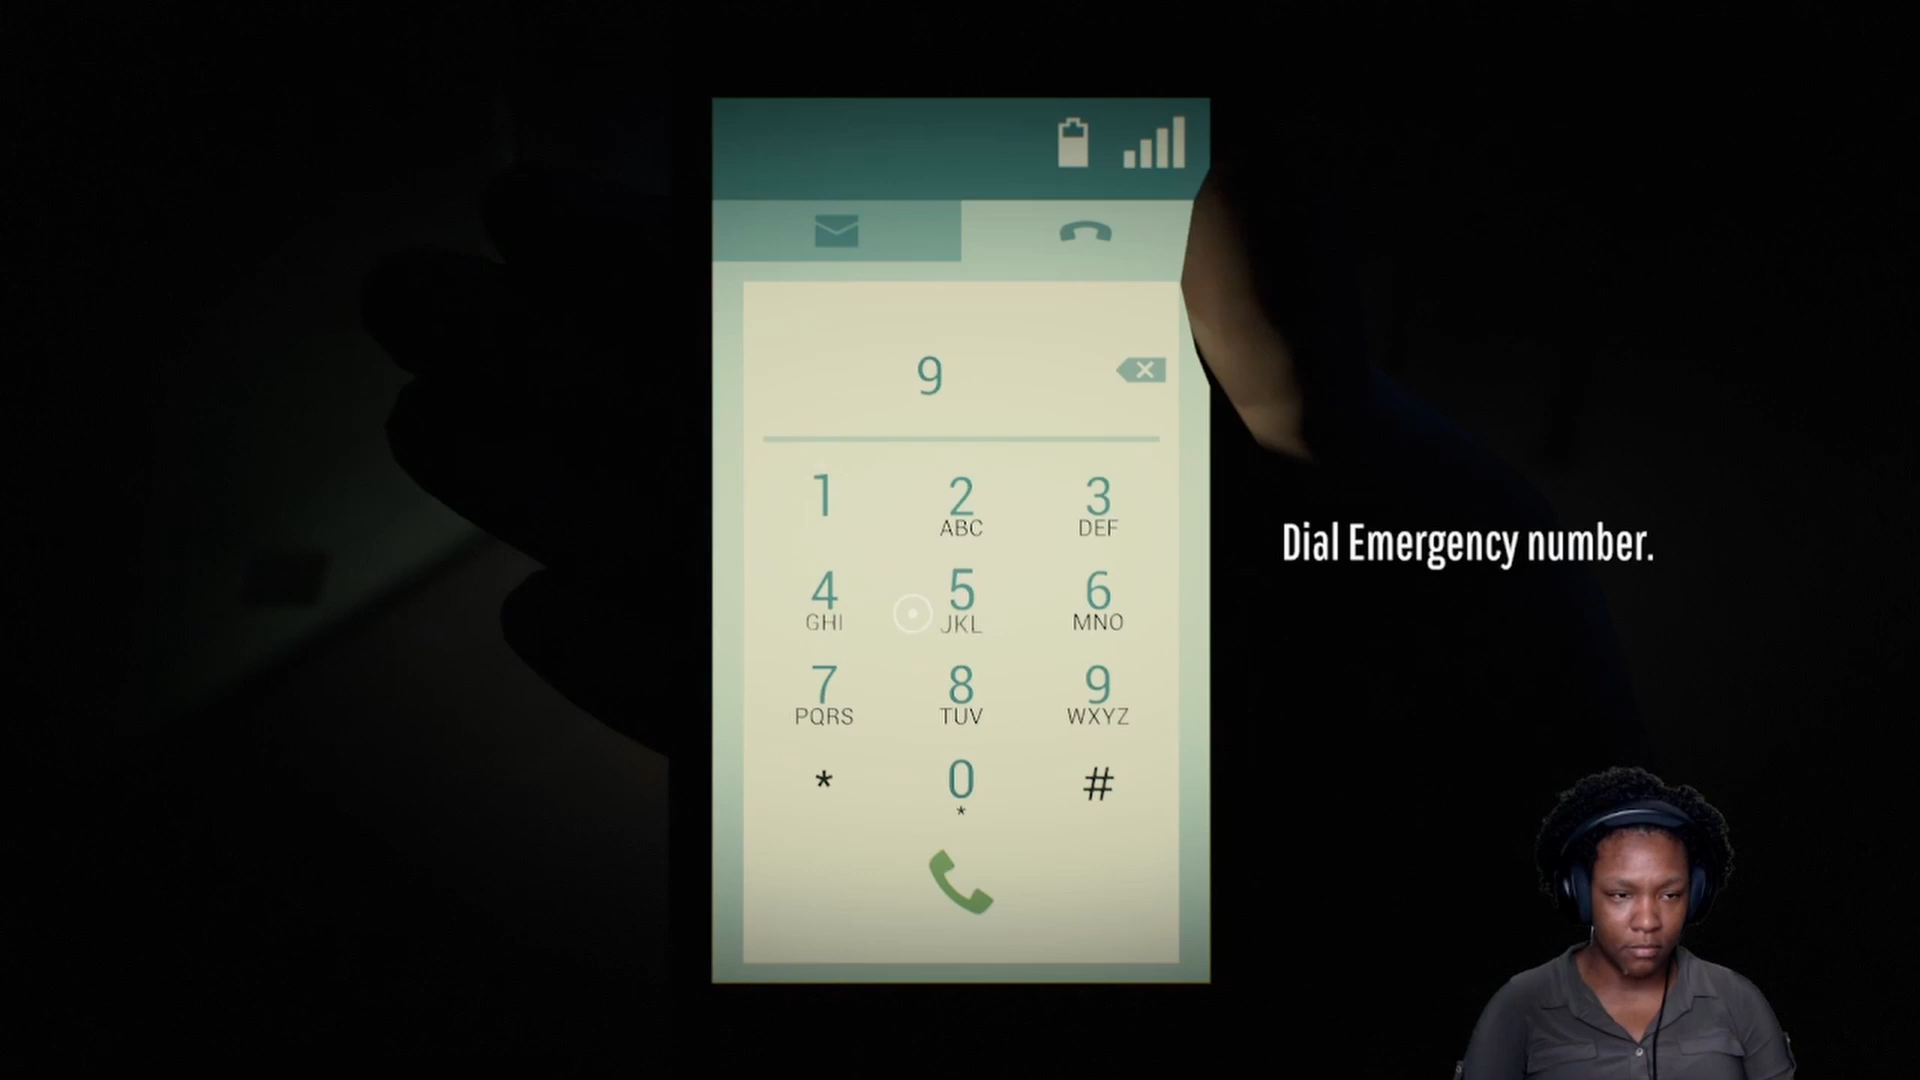 9
1 2 3
ABC DEF
4 5 6
GHI JKL MNO
Dial Emergency number.
7 8 9
PQRS TUV WXYZ
* 0 #
*